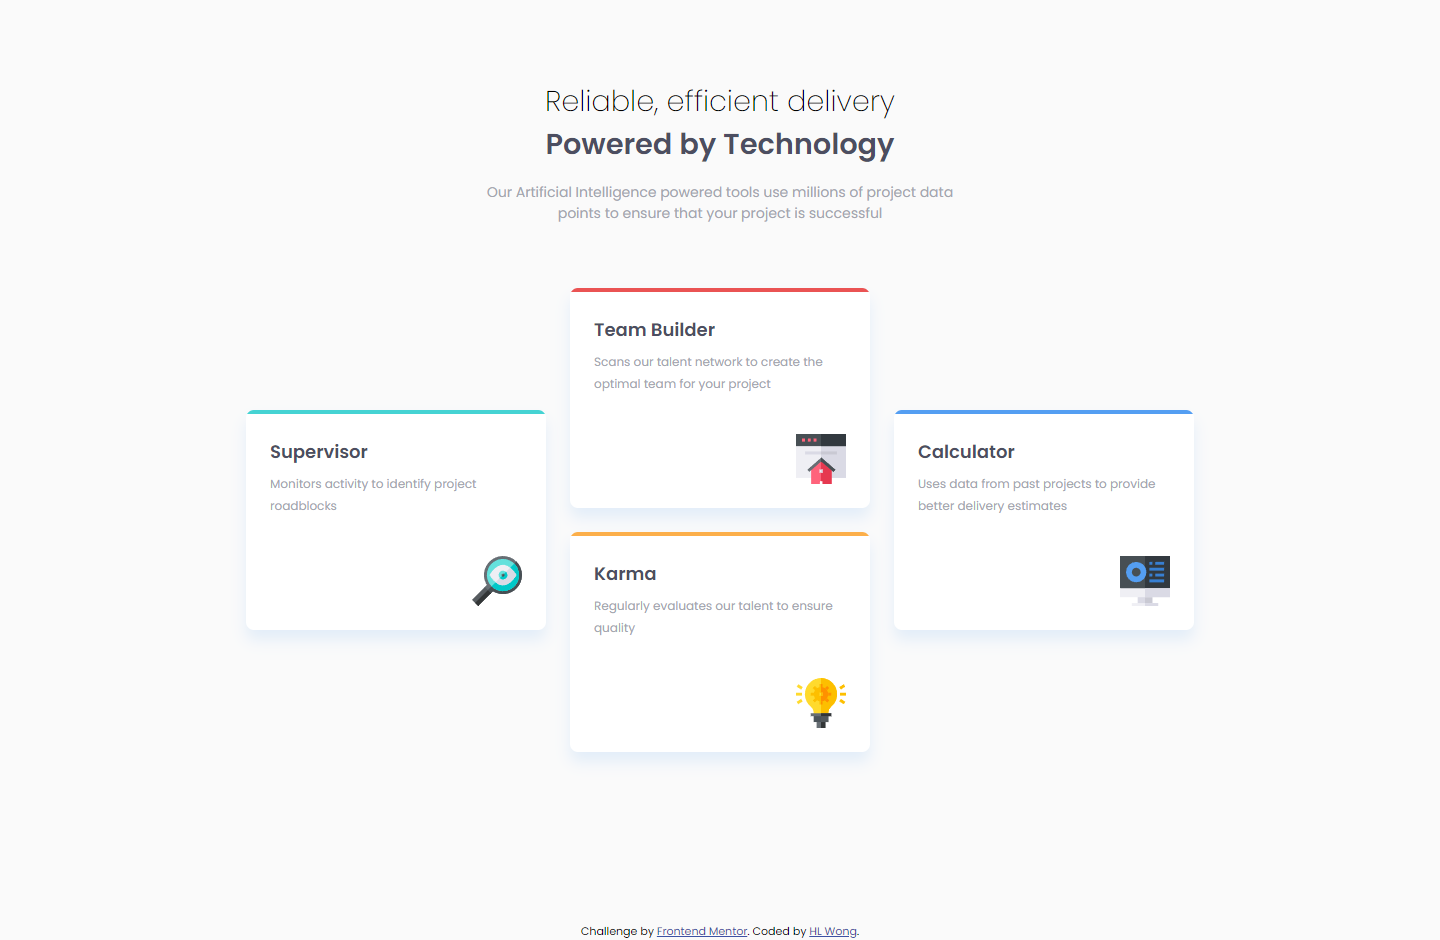 Reliable, efficient delivery
Powered by Technology
Our Artificial Intelligence powered tools use millions of project data
points to ensure that your project is successful
Supervisor
Monitors activity to identify project
roadblocks
Team Builder
Scans our talent network to create the
optimal team for your project
Karma
Regularly evaluates our talent to ensure
quality
Calculator
Uses data from past projects to provide
better delivery estimates
Challenge by Frontend Mentor. Coded by HL Wong.